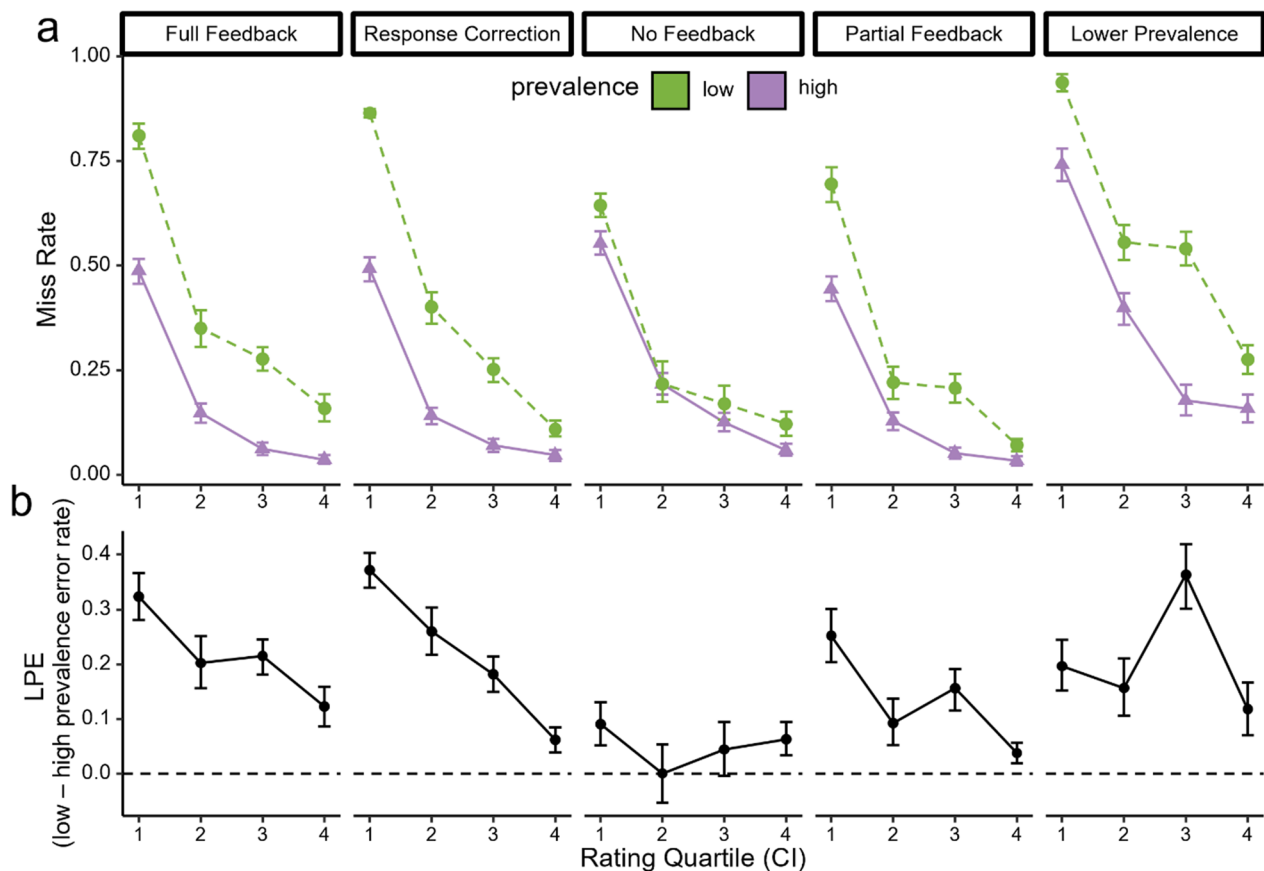 a
Full Feedback Response Correction No Feedback Partial Feedback Lower Prevalence
prevalence low high
1.00
0.75
0.50
0.25
0.00
Miss Rate
1 2 3 4 1 2 3 4 1 2 3 4 1 2 3 4 1 2 3 4
b
0.4
0.3
0.2
0.1
0.0
LPE
(low – high prevalence error rate)
1 2 3 4 1 2 3 4 1 2 3 4 1 2 3 4 1 2 3 4
Rating Quartile (CI)